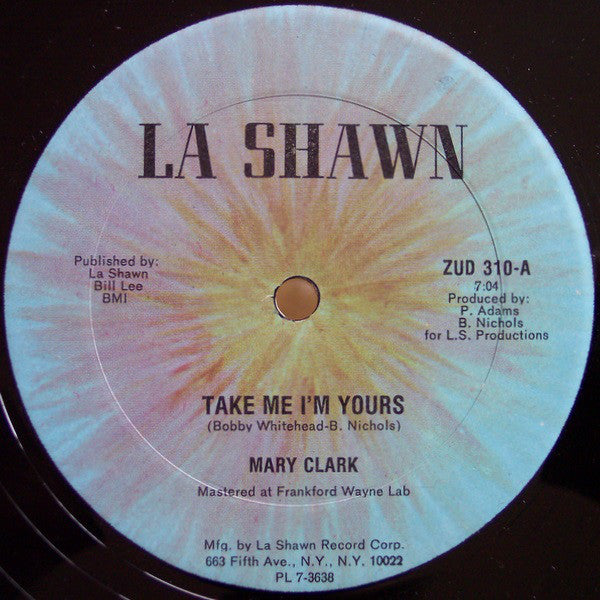 LA SHAWN
Published by:
La Shawn
Bill Lee
BMI
ZUD 310-A
7:04
Produced by:
P. Adams
B. Nichols
for L.S. Productions
TAKE ME I'M YOURS
(Bobby Whitehead-B. Nichols)
MARY CLARK
Mastered at Frankford Wayne Lab
Mfg. by La Shawn Record Corp.
663 Fifth Ave., N.Y., N.Y. 10022
PL 7-3638